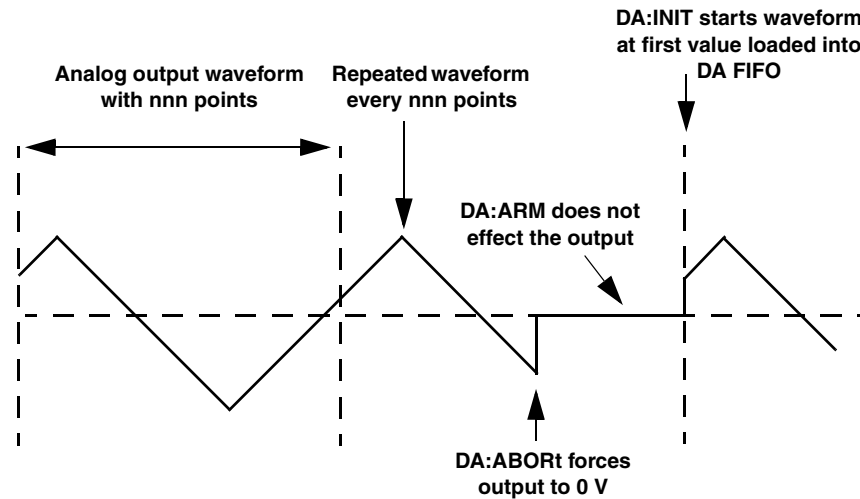 DA:INIT starts waveform
at first value loaded into
DA FIFO
Analog output waveform
with nnn points
Repeated waveform
every nnn points
DA:ARM does not
effect the output
DA:ABORt forces
output to 0 V